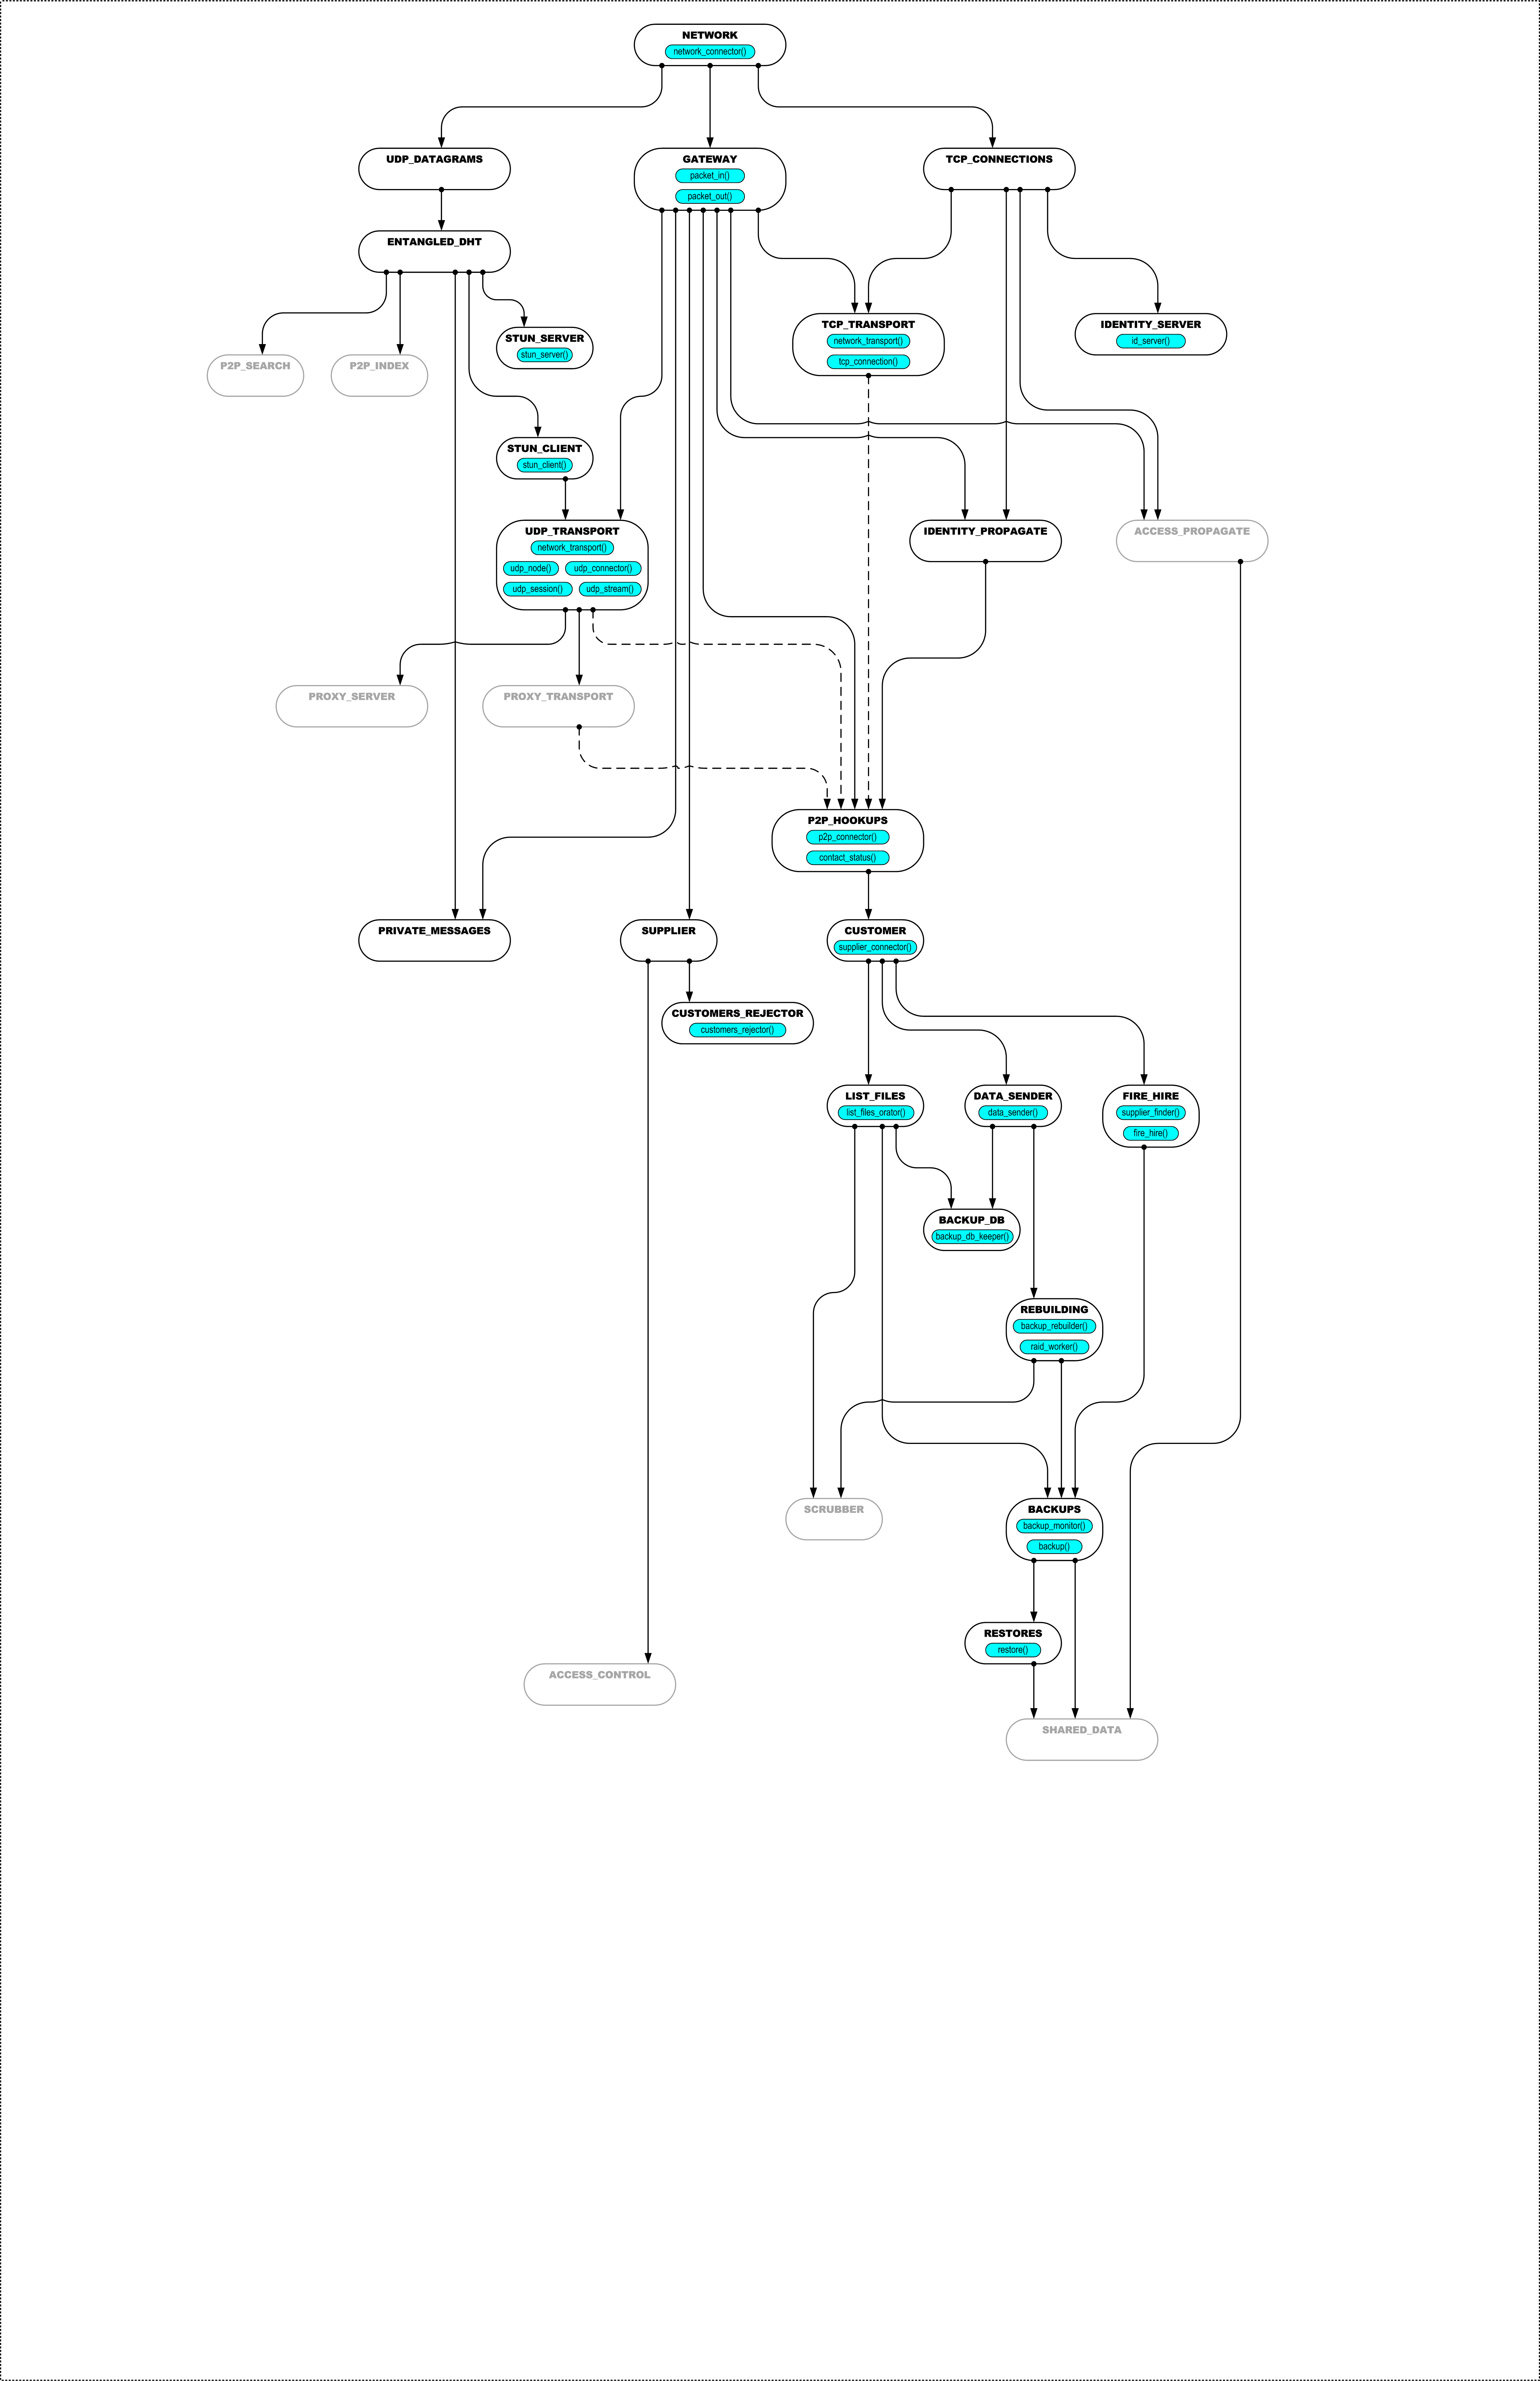 NETWORK
network_connector()
UDP_DATAGRAMS
GATEWAY
packet_in()
packet_out()
TCP_CONNECTIONS
ENTANGLED_DHT
STUN_SERVER
stun_server()
TCP_TRANSPORT
network_transport()
tcp_connection()
IDENTITY_SERVER
id_server()
P2P_SEARCH
P2P_INDEX
STUN_CLIENT
stun_client()
UDP_TRANSPORT
network_transport()
udp_node()
udp_connector()
udp_session()
udp_stream()
IDENTITY_PROPAGATE
ACCESS_PROPAGATE
PROXY_SERVER
PROXY_TRANSPORT
P2P_HOOKUPS
p2p_connector()
contact_status()
PRIVATE_MESSAGES
SUPPLIER
CUSTOMER
supplier_connector()
CUSTOMERS_REJECTOR
customers_rejector()
LIST_FILES
list_files_orator()
DATA_SENDER
data_sender()
FIRE_HIRE
supplier_finder()
fire_hire()
BACKUP_DB
backup_db_keeper()
REBUILDING
backup_rebuilder()
raid_worker()
SCRUBBER
BACKUPS
backup_monitor()
backup()
RESTORES
restore()
ACCESS_CONTROL
SHARED_DATA